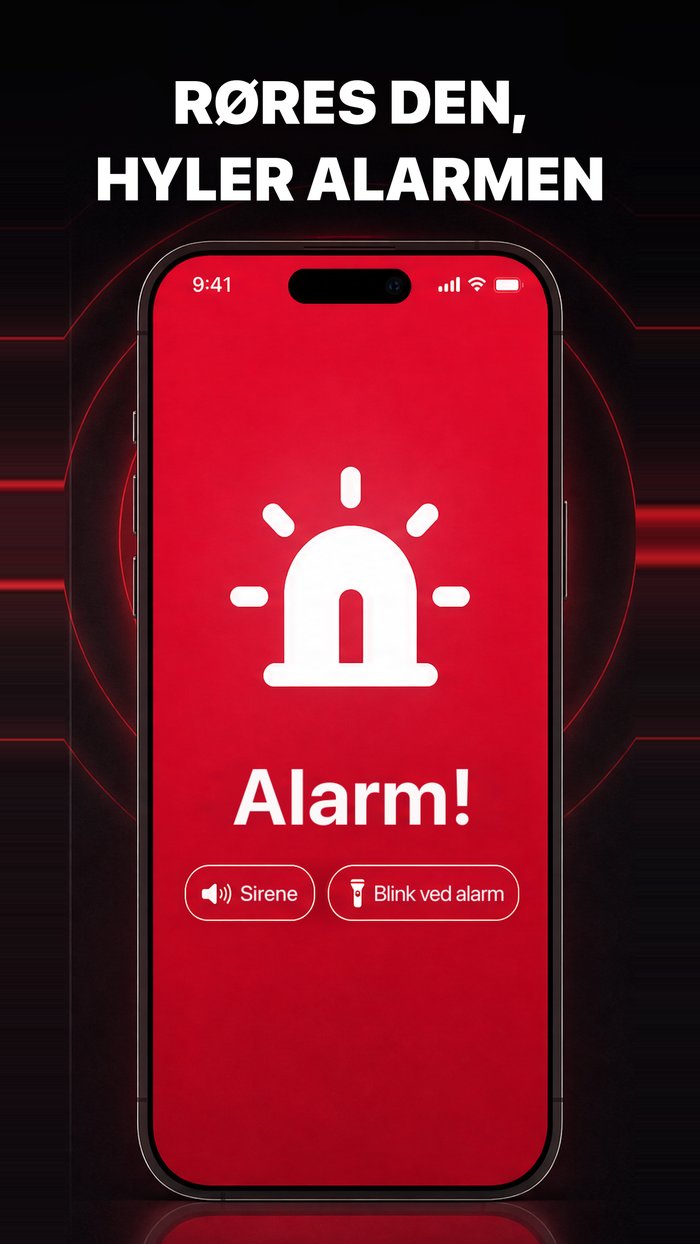 RØRES DEN,
HYLER ALARMEN
9:41
Alarm!
Sirene
Blink ved alarm